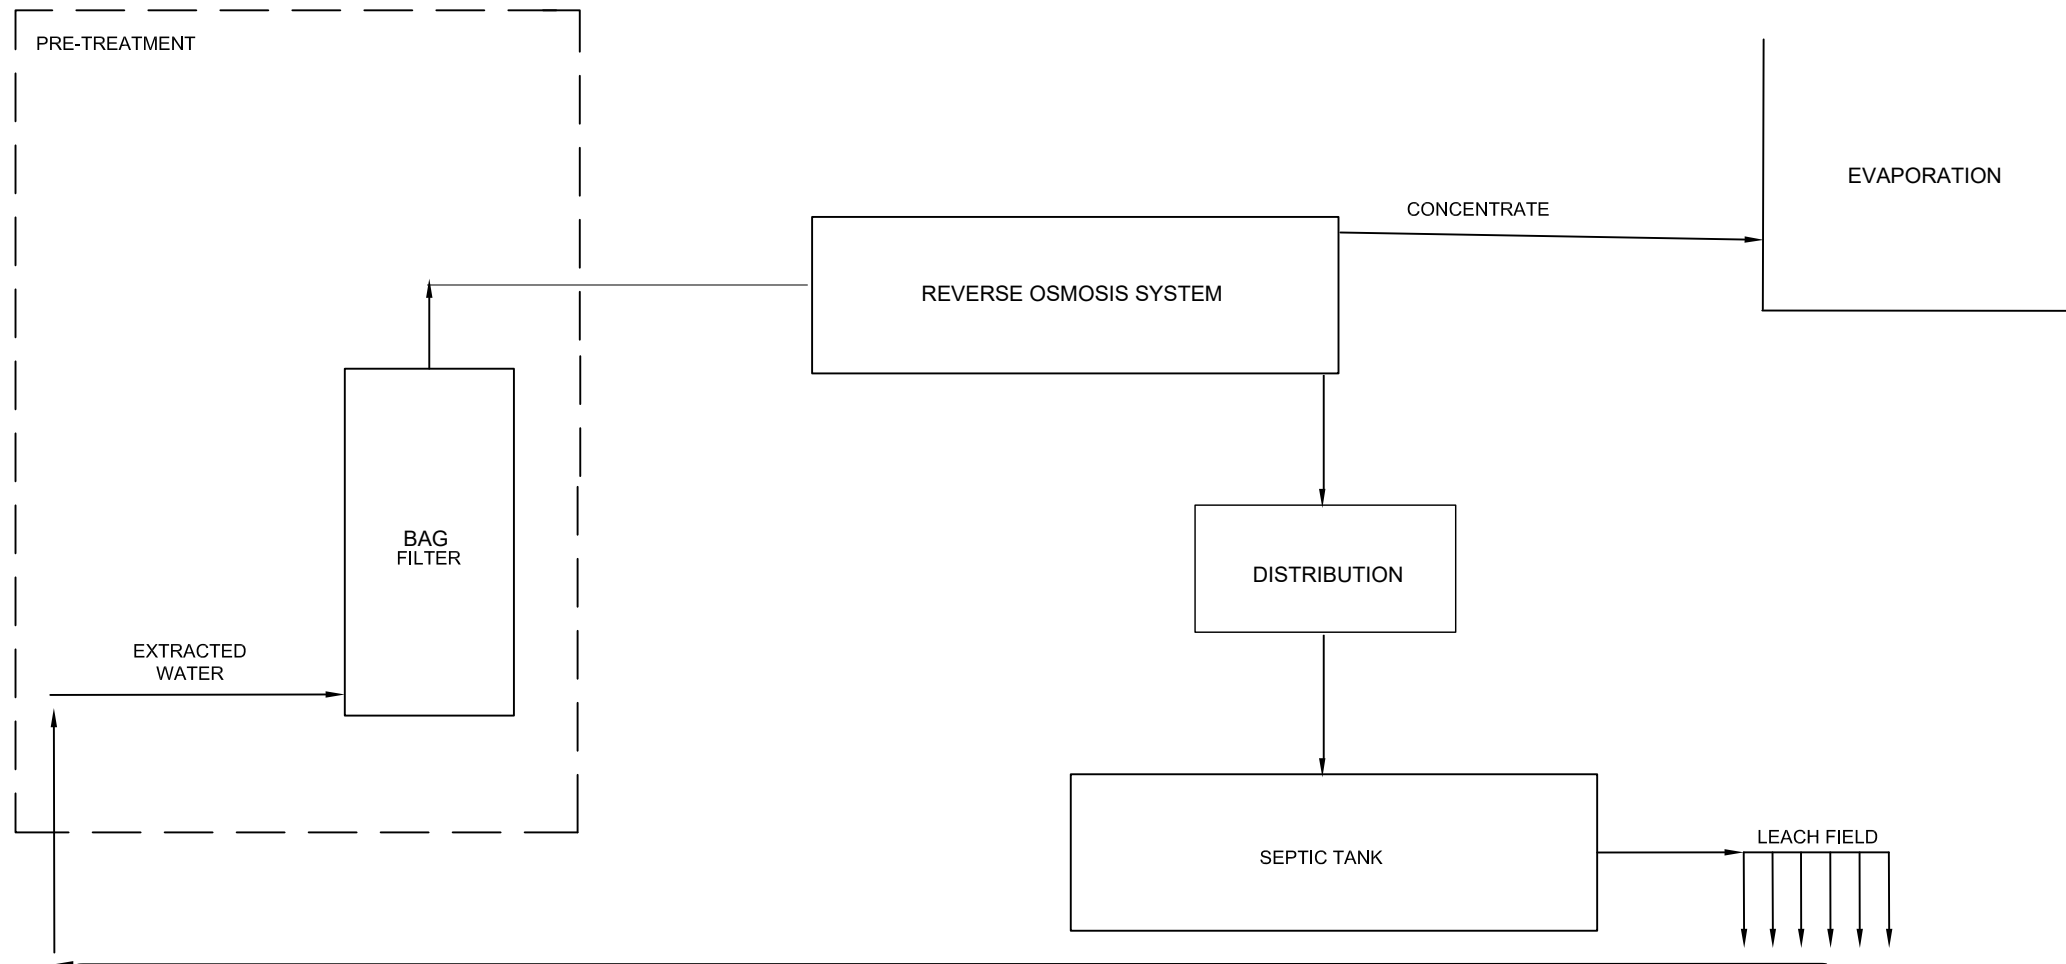 PRE-TREATMENT
EVAPORATION
CONCENTRATE
REVERSE OSMOSIS SYSTEM
BAG
FILTER
DISTRIBUTION
EXTRACTED
WATER
LEACH FIELD
SEPTIC TANK